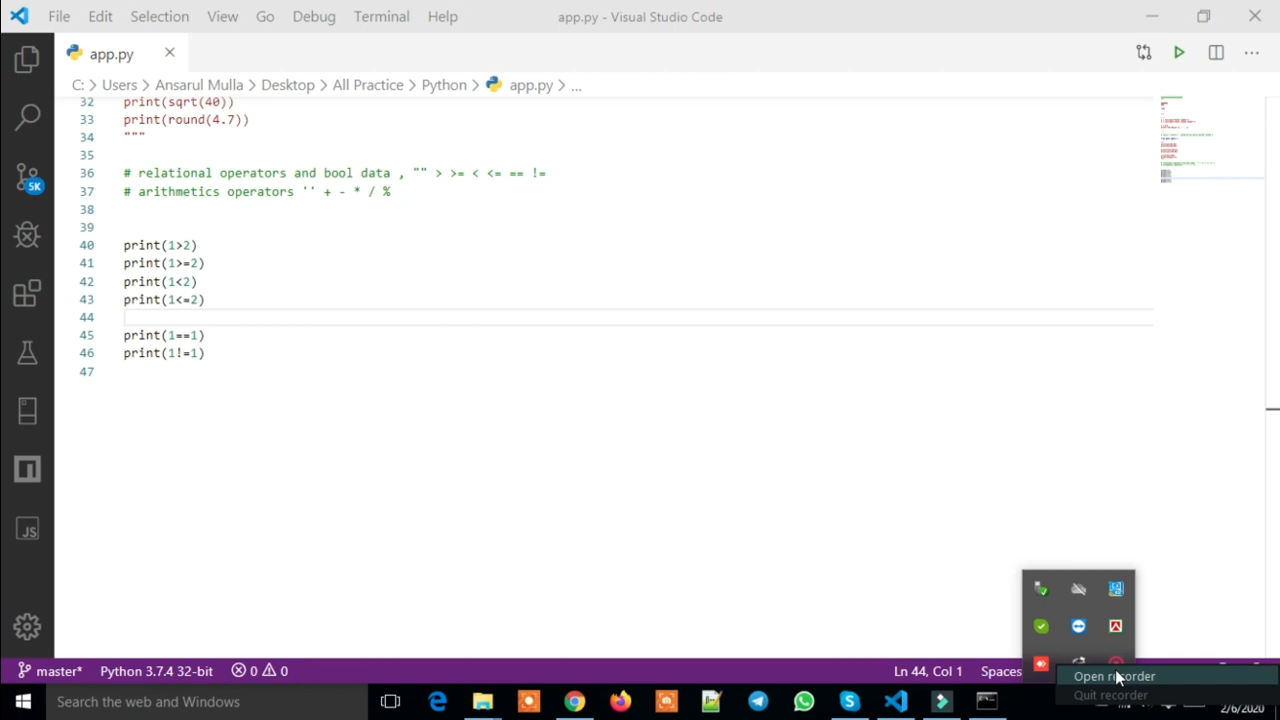 File Edit Selection View Go Debug Terminal Help app.py - Visual Studio Code
app.py
C: > Users > Ansarul Mulla > Desktop > All Practice > Python > app.py > ...
32 print(sqrt(40))
33 print(round(4.7))
34 """
35
36 # relational operators and bool data , "" > >= < <= == !=
37 # arithmetics operators '' + - * / %
38
39
40 print(1>2)
41 print(1>=2)
42 print(1<2)
43 print(1<=2)
44
45 print(1==1)
46 print(1!=1)
47
5K
JS
master* Python 3.7.4 32-bit 0 0 Ln 44, Col 1 Spaces
Open recorder
Quit recorder
Search the web and Windows
2/6/2020